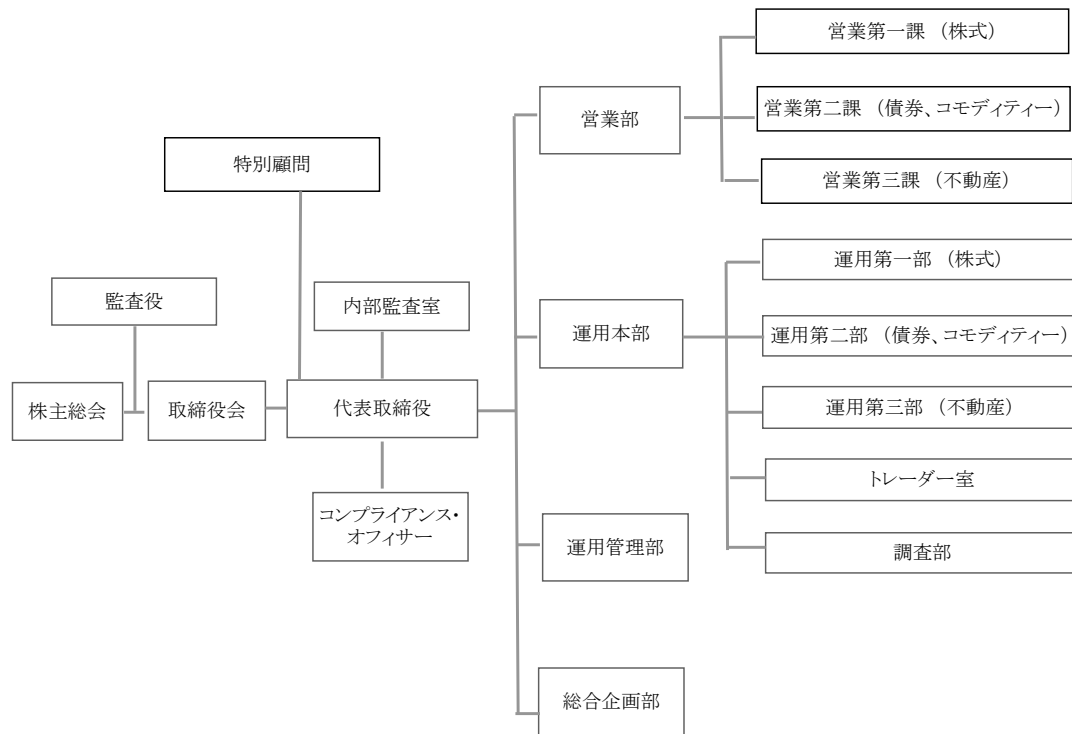 特別顧問
監査役
内部監査室
株主総会
取締役会
代表取締役
コンプライアンス・
オフィサー
営業部
営業第一課 （株式）
営業第二課 （債券、コモディティー）
営業第三課 （不動産）
運用本部
運用第一部 （株式）
運用第二部 （債券、コモディティー）
運用第三部 （不動産）
トレーダー室
調査部
運用管理部
総合企画部